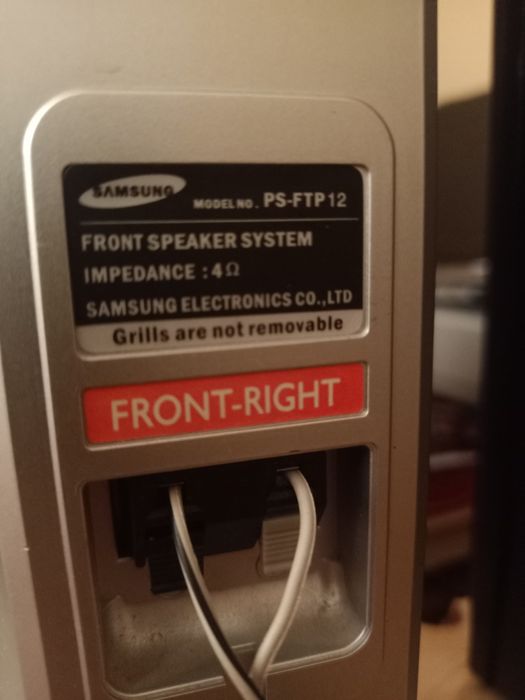 SAMSUNG MODEL NO. PS-FTP12
FRONT SPEAKER SYSTEM
IMPEDANCE : 4Ω
SAMSUNG ELECTRONICS CO.,LTD
Grills are not removable
FRONT-RIGHT